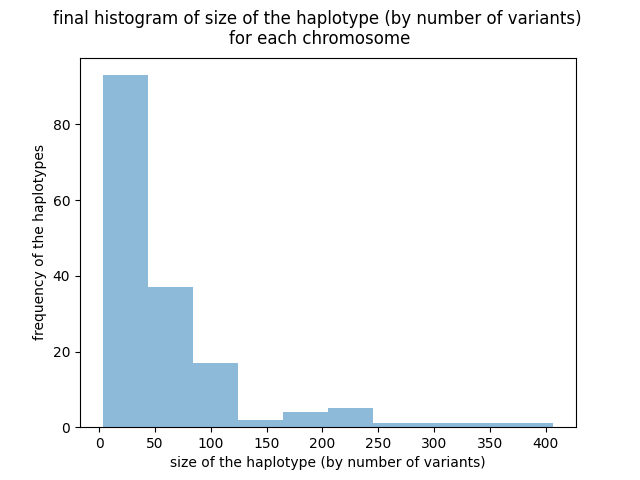 final histogram of size of the haplotype (by number of variants)
for each chromosome
frequency of the haplotypes
80
60
40
20
0
0 50 100 150 200 250 300 350 400
size of the haplotype (by number of variants)